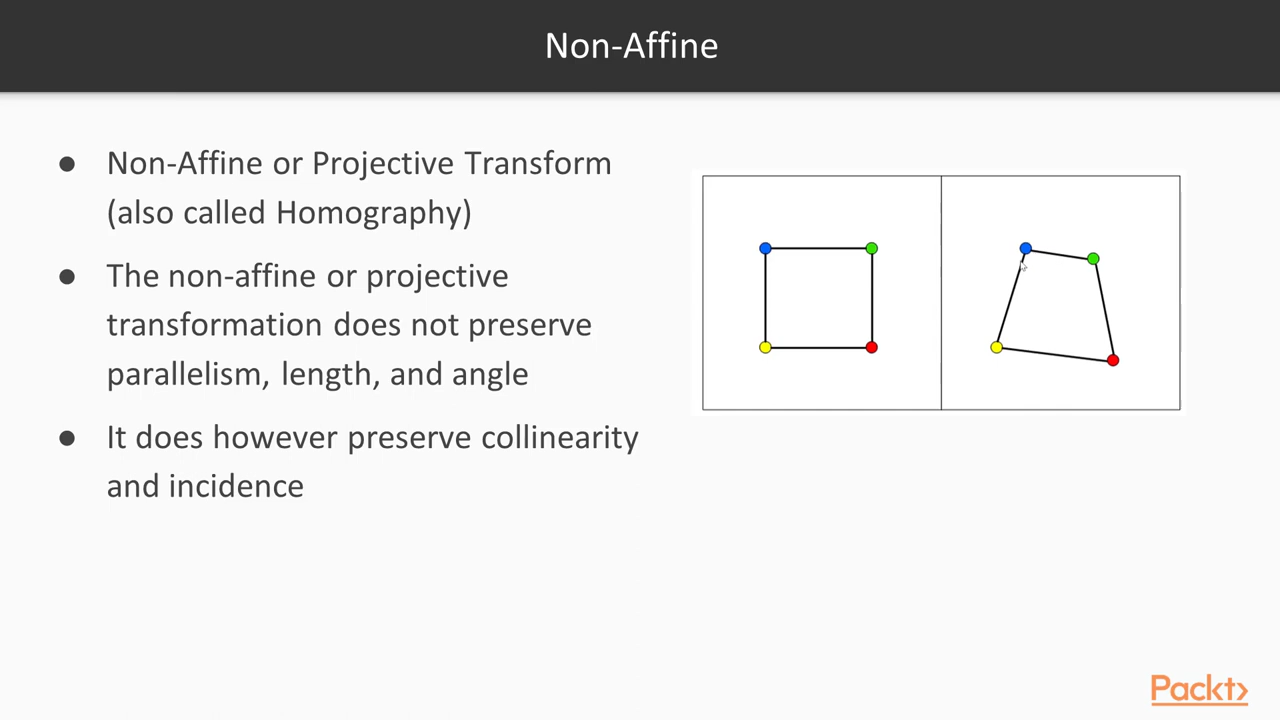 Non-Affine
● Non-Affine or Projective Transform
(also called Homography)
● The non-affine or projective
transformation does not preserve
parallelism, length, and angle
● It does however preserve collinearity
and incidence
Packt>